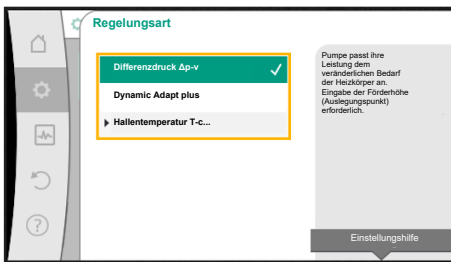 Regelungsart
Differenzdruck Δp-v
Dynamic Adapt plus
Hallentemperatur T-c...
Pumpe passt ihre
Leistung dem
veränderlichen Bedarf
der Heizkörper an.
Eingabe der Förderhöhe
(Auslegungspunkt)
erforderlich.
Einstellungshilfe